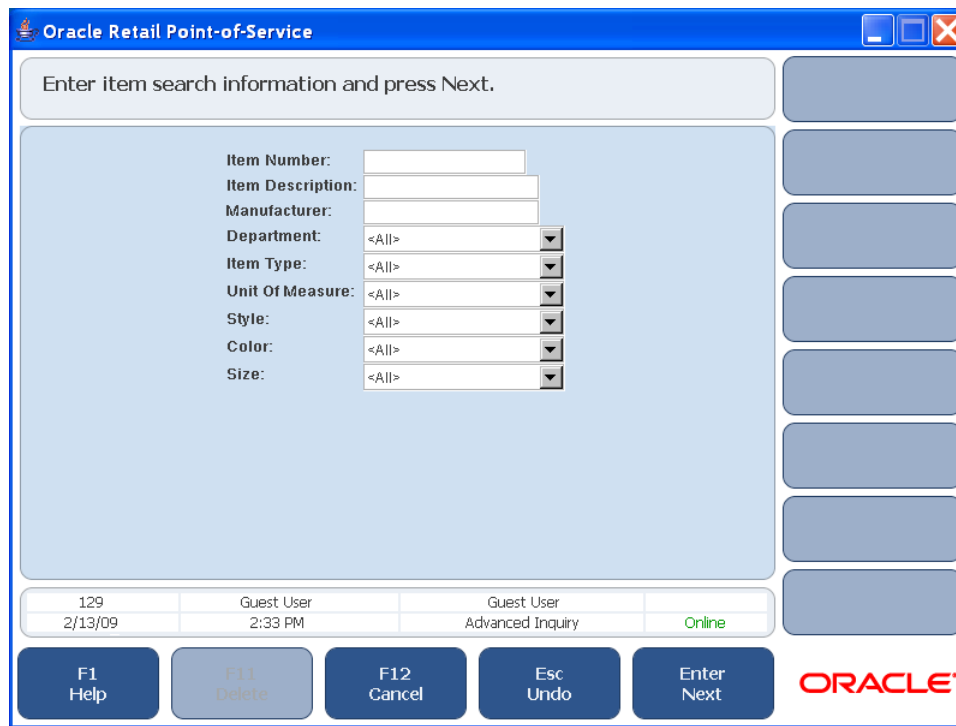 Oracle Retail Point-of-Service
Enter item search information and press Next.
Item Number:
Item Description:
Manufacturer:
Department: <All>
Item Type: <All>
Unit Of Measure: <All>
Style: <All>
Color: <All>
Size: <All>
129 Guest User Guest User
2/13/09 2:33 PM Advanced Inquiry Online
F1 F11 F12 Esc Enter
Help Delete Cancel Undo Next
ORACLE